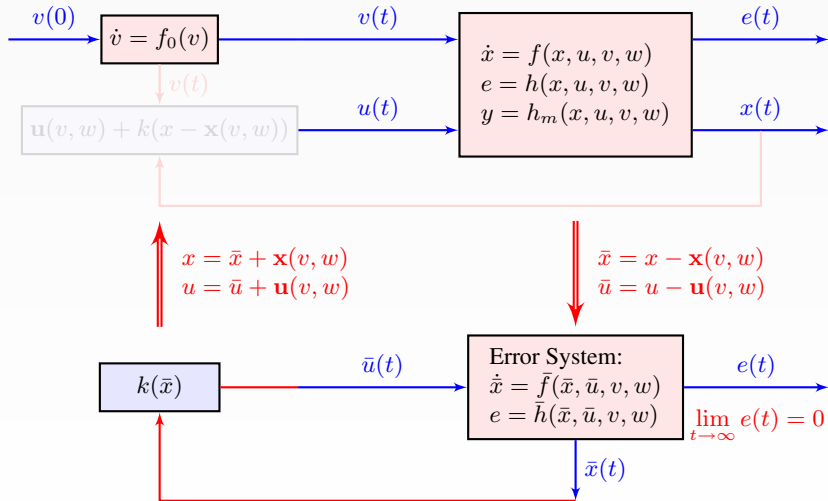 v(0)
v̇ = f₀(v)
v(t)
ẋ = f(x, u, v, w)
e = h(x, u, v, w)
y = hₘ(x, u, v, w)
e(t)
v(t)
𝐮(v, w) + k(x − 𝐱(v, w))
u(t)
x(t)
x = x̄ + 𝐱(v, w)
u = ū + 𝐮(v, w)
x̄ = x − 𝐱(v, w)
ū = u − 𝐮(v, w)
k(x̄)
ū(t)
Error System:
x̄̇ = f̄(x̄, ū, v, w)
e = h̄(x̄, ū, v, w)
e(t)
lim t→∞ e(t) = 0
x̄(t)